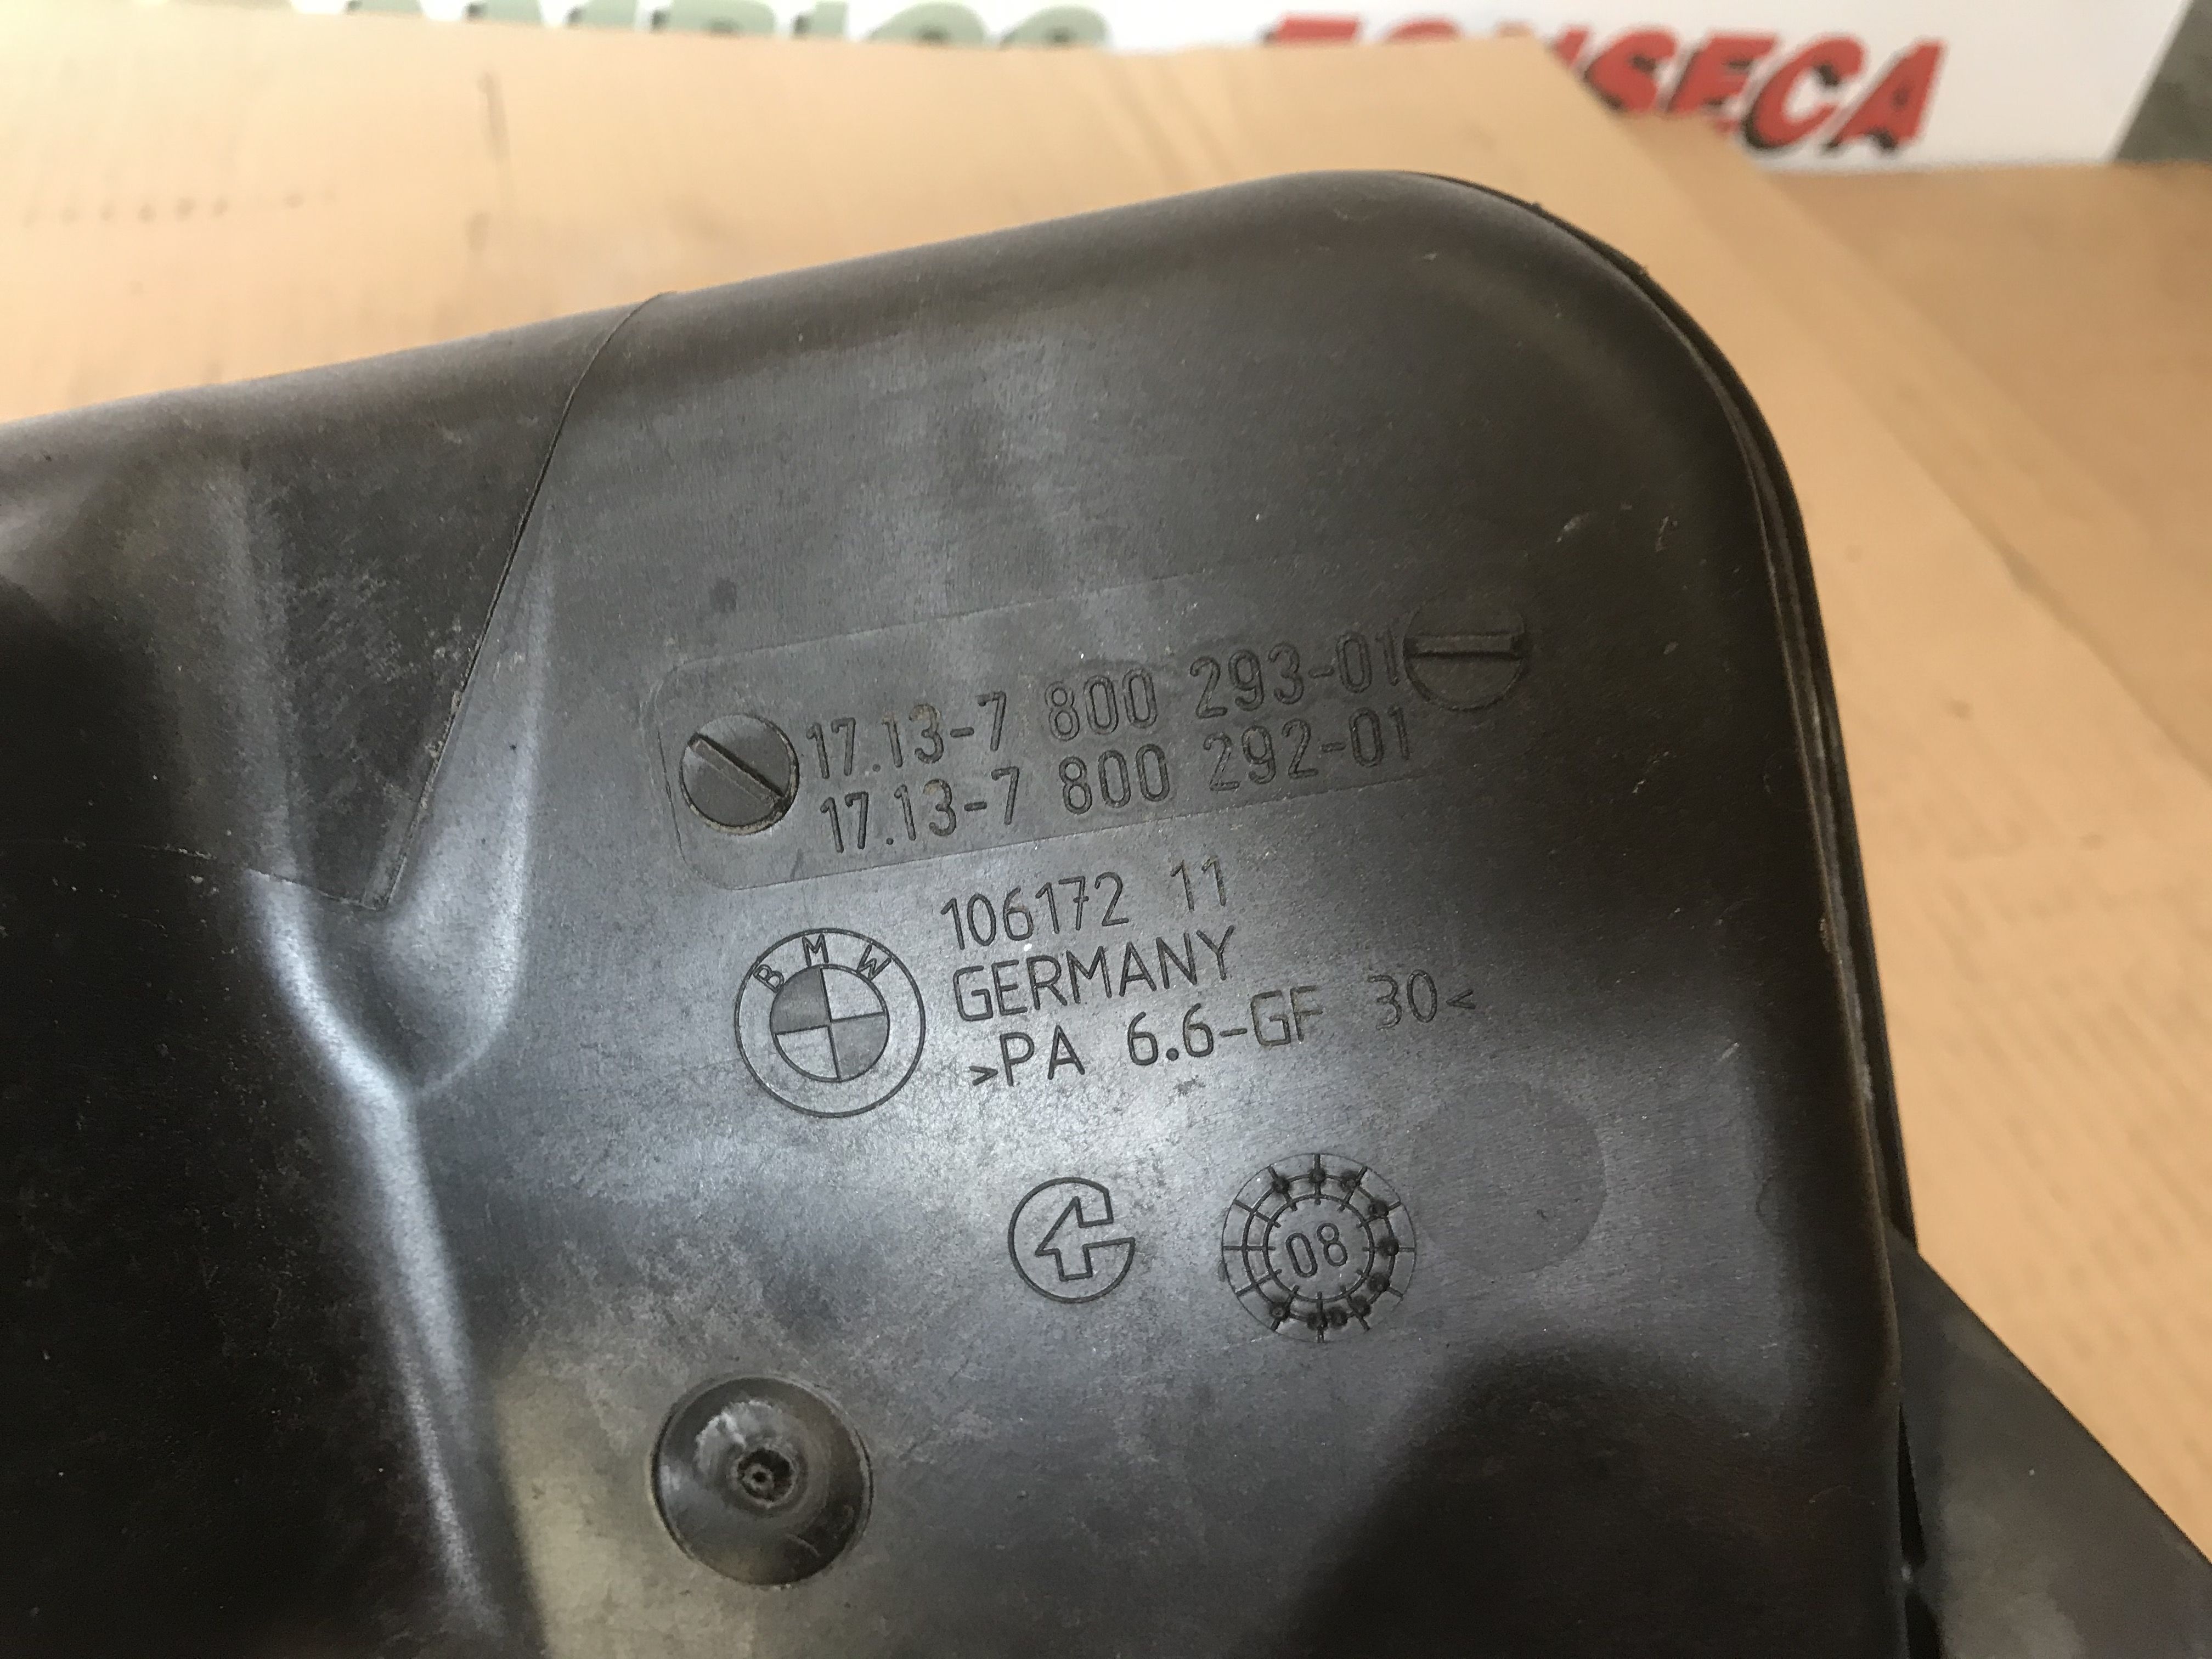 FONSECA
17.13-7 800 293-01
17.13-7 800 292-01
106172 11
BMW
GERMANY
>PA 6.6-GF 30<
08